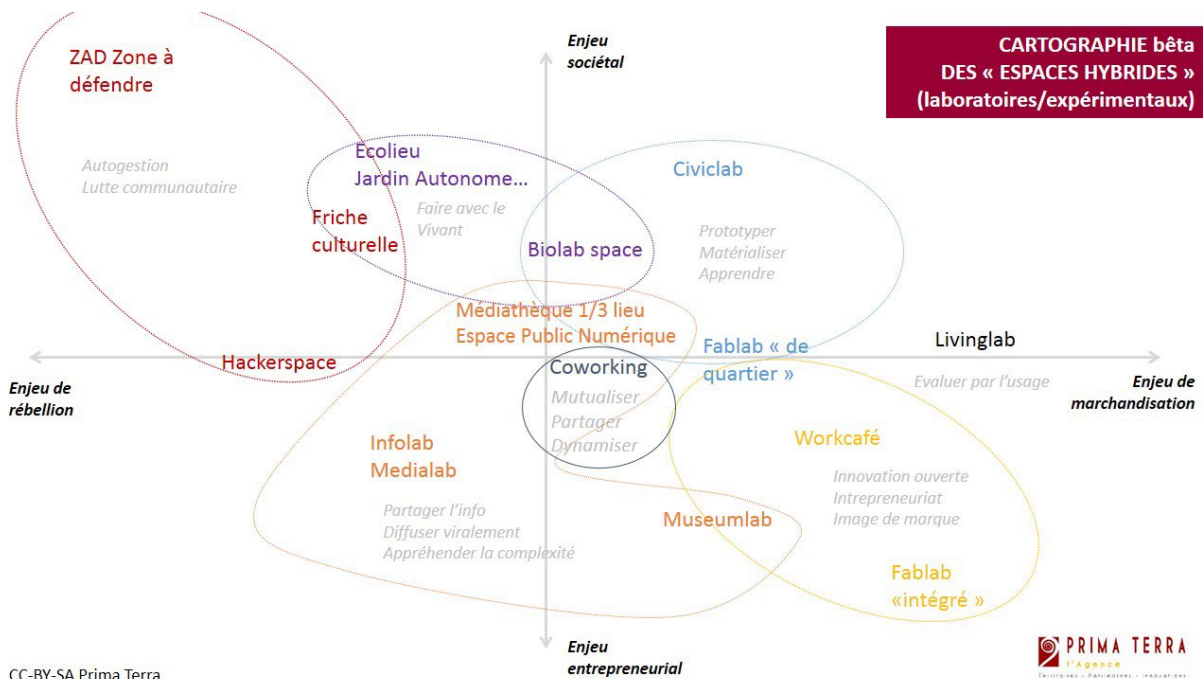 Enjeu
sociétal
CARTOGRAPHIE bêta
DES « ESPACES HYBRIDES »
(laboratoires/expérimentaux)
ZAD Zone à
défendre
Autogestion
Lutte communautaire
Ecolieu
Jardin Autonome...
Faire avec le
Vivant
Friche
culturelle
Biolab space
Civiclab
Prototyper
Matérialiser
Apprendre
Médiathèque 1/3 lieu
Espace Public Numérique
Hackerspace
Fablab « de
quartier »
Livinglab
Evaluer par l'usage
Enjeu de
rébellion
Enjeu de
marchandisation
Coworking
Mutualiser
Partager
Dynamiser
Infolab
Medialab
Partager l'info
Diffuser viralement
Appréhender la complexité
Museumlab
Workcafé
Innovation ouverte
Intrepreneuriat
Image de marque
Fablab
«intégré »
Enjeu
entrepreneurial
CC-BY-SA Prima Terra
PRIMA TERRA
l'Agence
Territoires - Patrimoines - Innovations